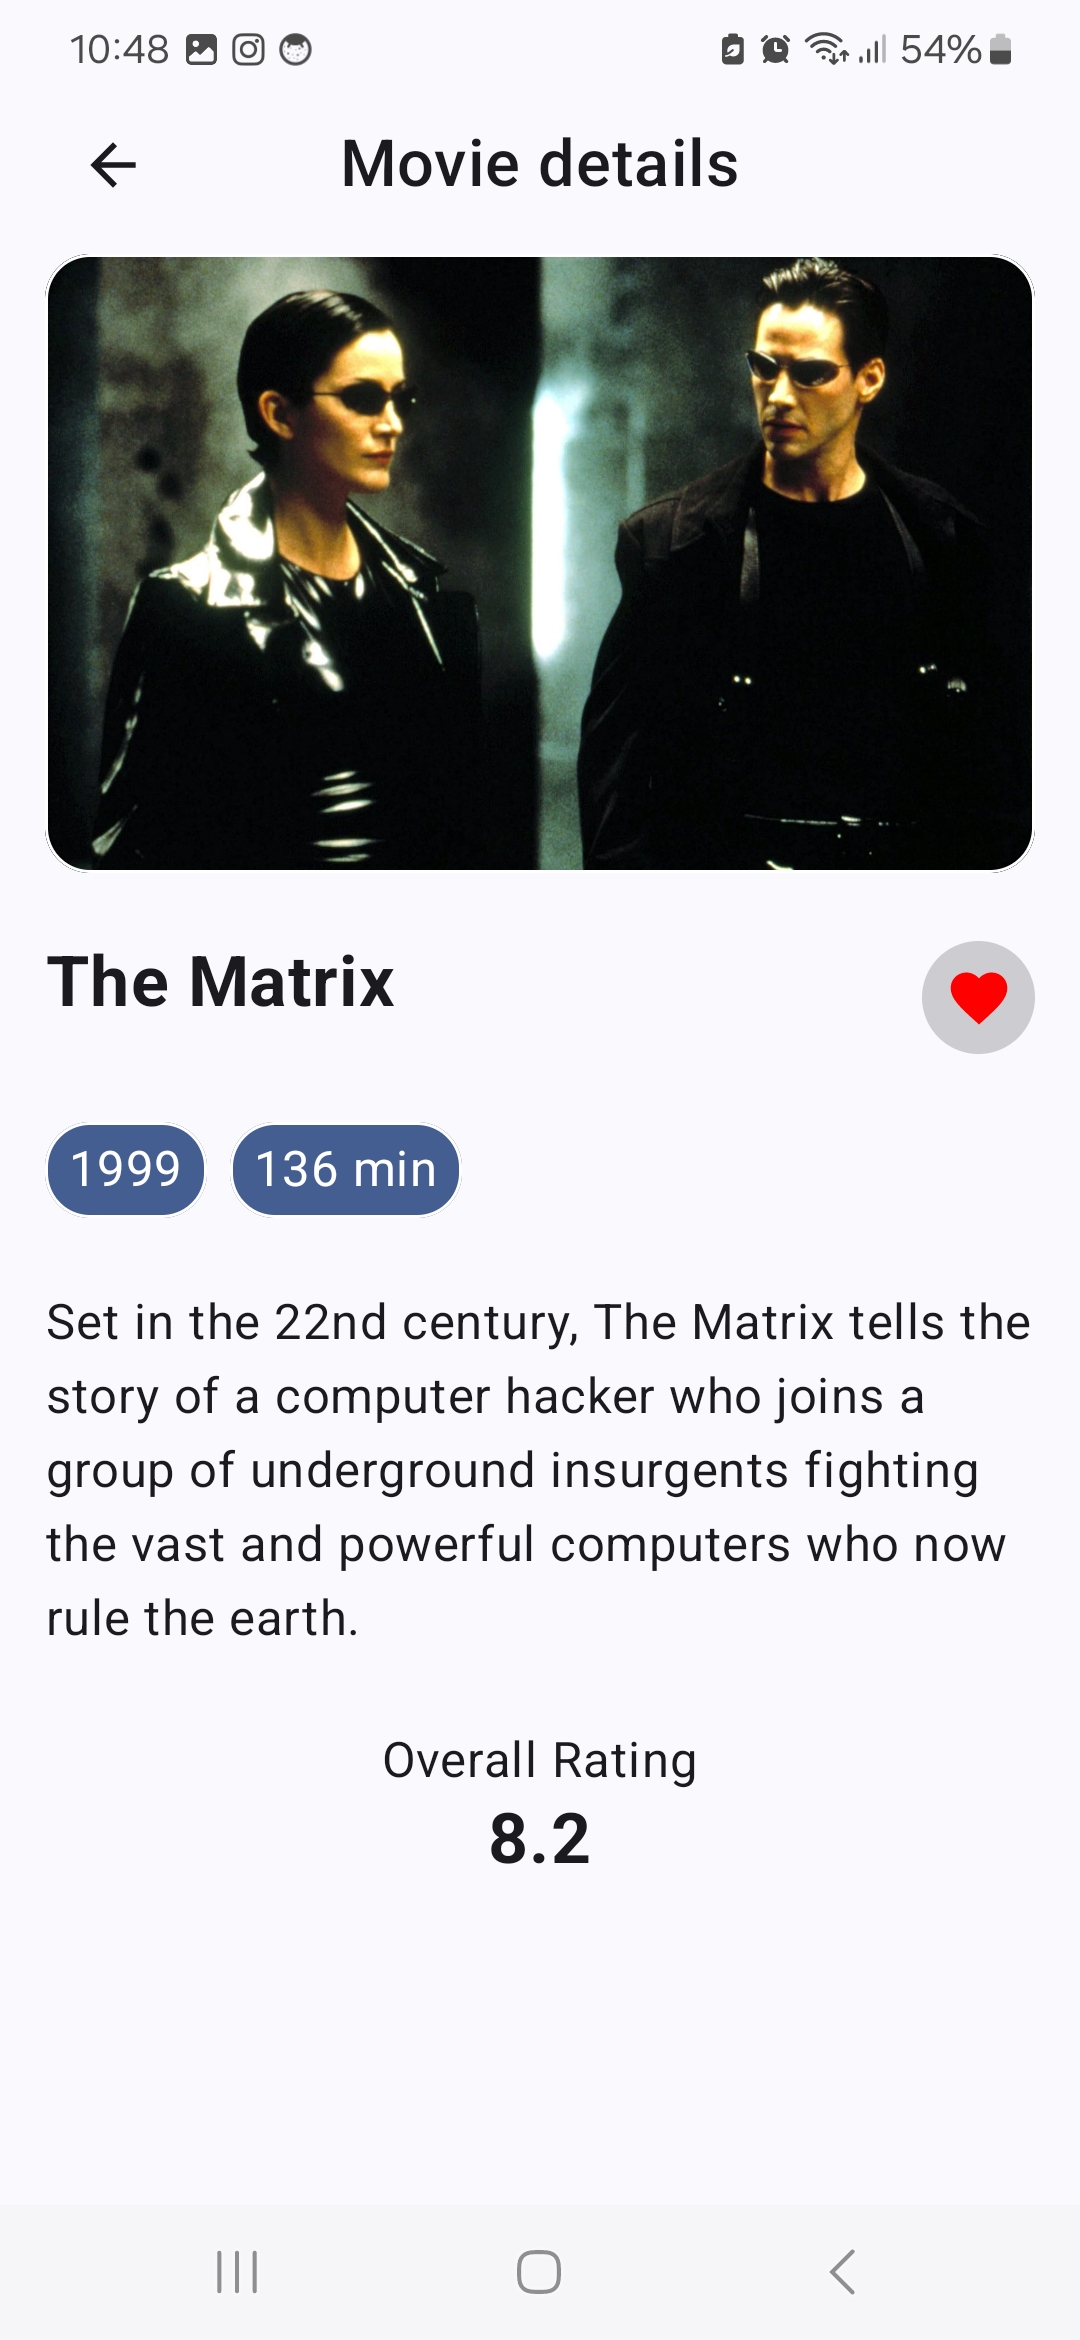 10:48 54%
Movie details
The Matrix
1999 136 min
Set in the 22nd century, The Matrix tells the
story of a computer hacker who joins a
group of underground insurgents fighting
the vast and powerful computers who now
rule the earth.
Overall Rating
8.2